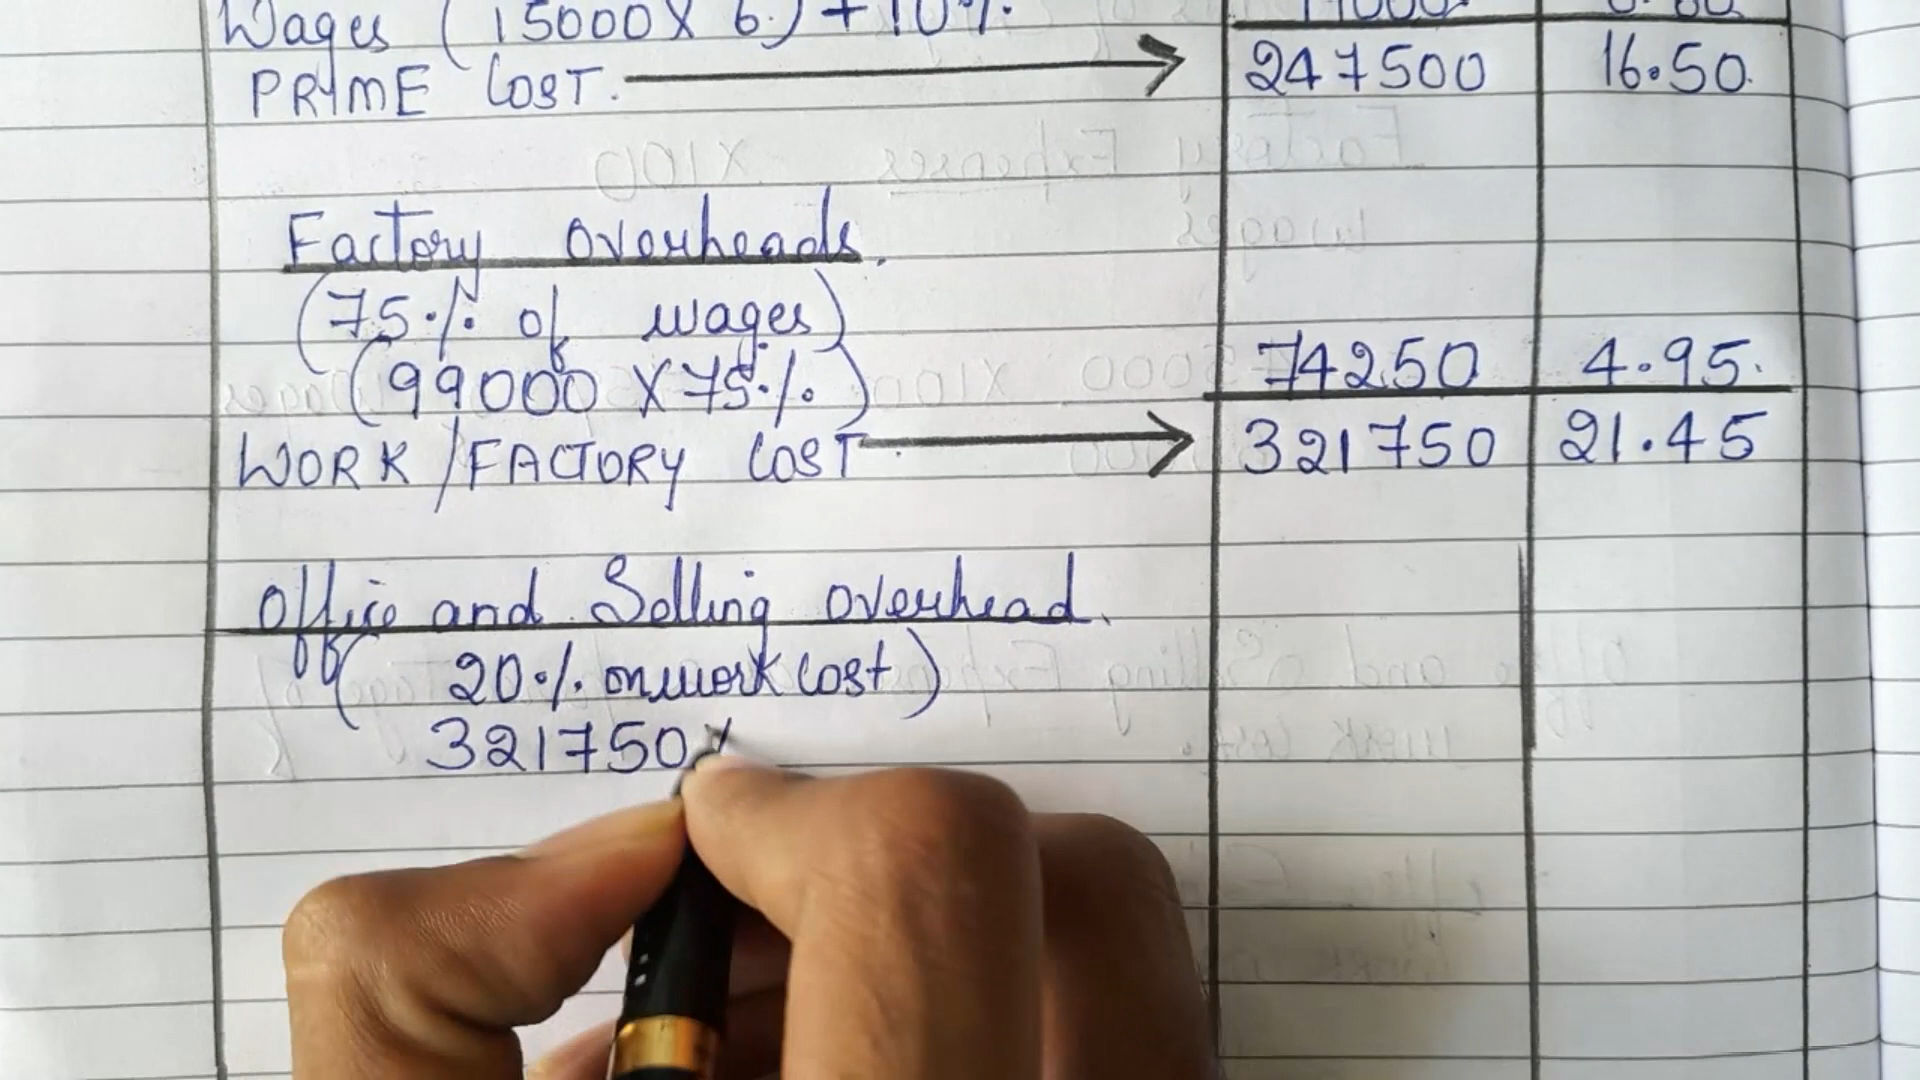 Wages (15000 X 6) + 10%
PRIME COST. 247500 16.50.
Factory Overheads.
(75% of wages)
(99000 X 75%) 74250 4.95.
WORK/FACTORY COST 321750 21.45
Office and Selling overhead.
(20% on work cost)
321750